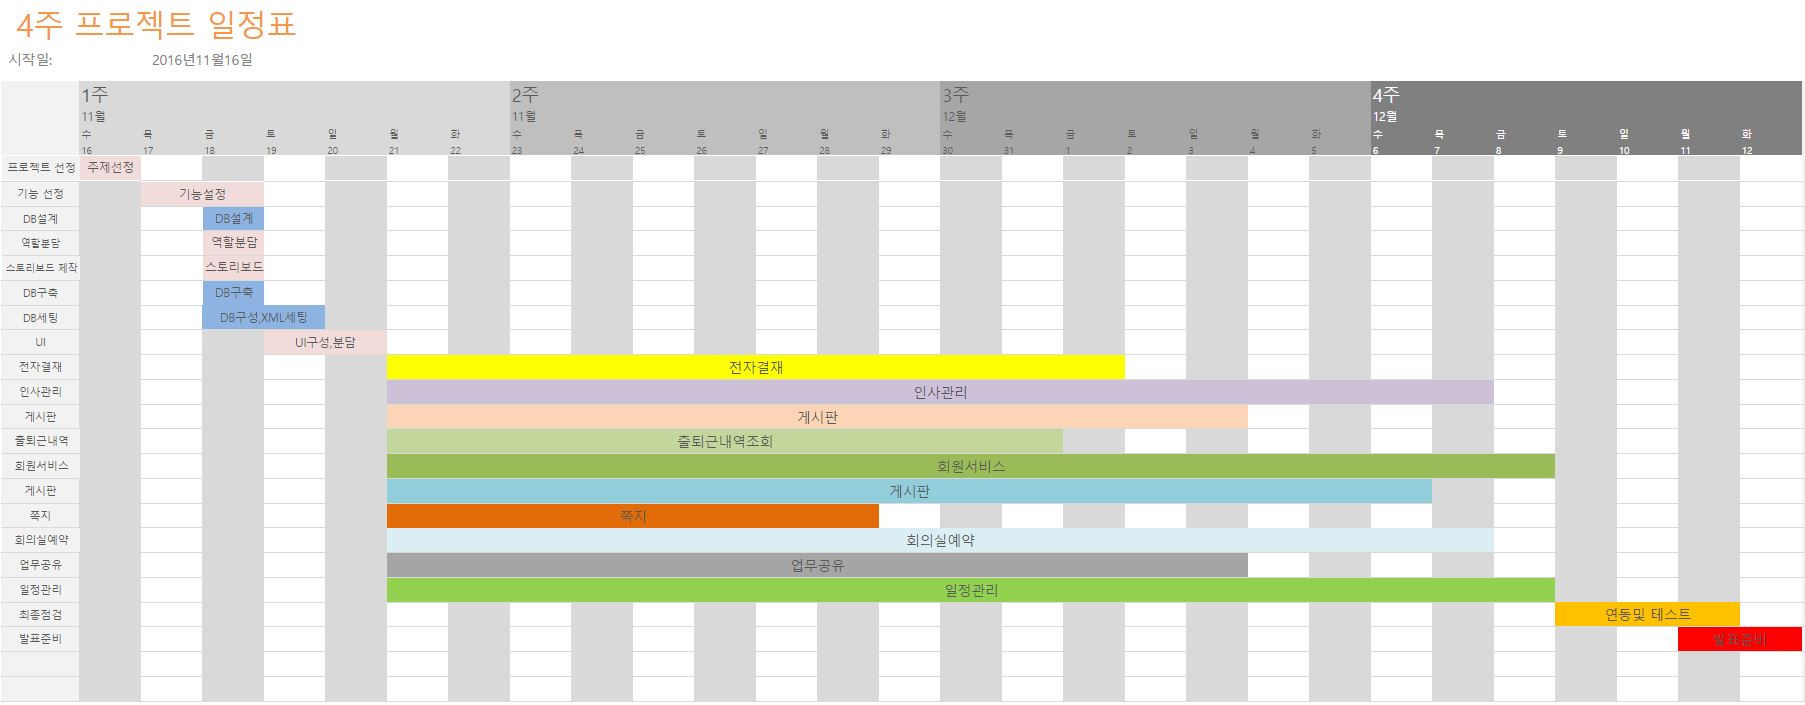 4주 프로젝트 일정표
시작일: 2016년11월16일
1주 2주 3주 4주
11월 11월 12월 12월
수 목 금 토 일 월 화 수 목 금 토 일 월 화 수 목 금 토 일 월 화 수 목 금 토 일 월 화
16 17 18 19 20 21 22 23 24 25 26 27 28 29 30 31 1 2 3 4 5 6 7 8 9 10 11 12
프로젝트 선정 주제선정
기능 선정 기능설정
DB설계 DB설계
역할분담 역할분담
스토리보드 제작 스토리보드
DB구축 DB구축
DB세팅 DB구성,XML세팅
UI UI구성,분담
전자결재 전자결재
인사관리 인사관리
게시판 게시판
출퇴근내역 출퇴근내역조회
회원서비스 회원서비스
게시판 게시판
쪽지 쪽지
회의실예약 회의실예약
업무공유 업무공유
일정관리 일정관리
최종점검 연동및 테스트
발표준비 발표준비